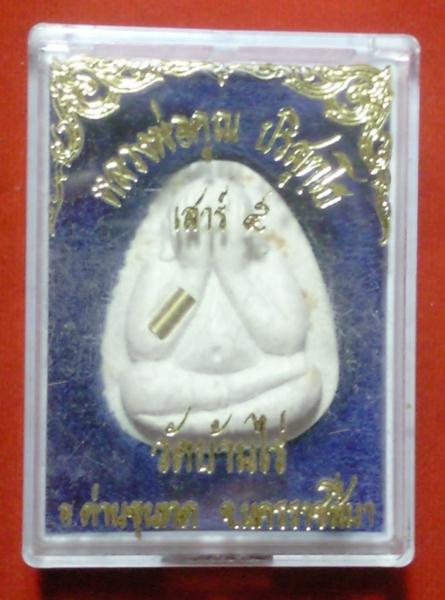 หลวงพ่อคูณ ปริสุทโธ
เสาร์ ๕
วัดบ้านไร่
อ.ด่านขุนทด จ.นครราชสีมา